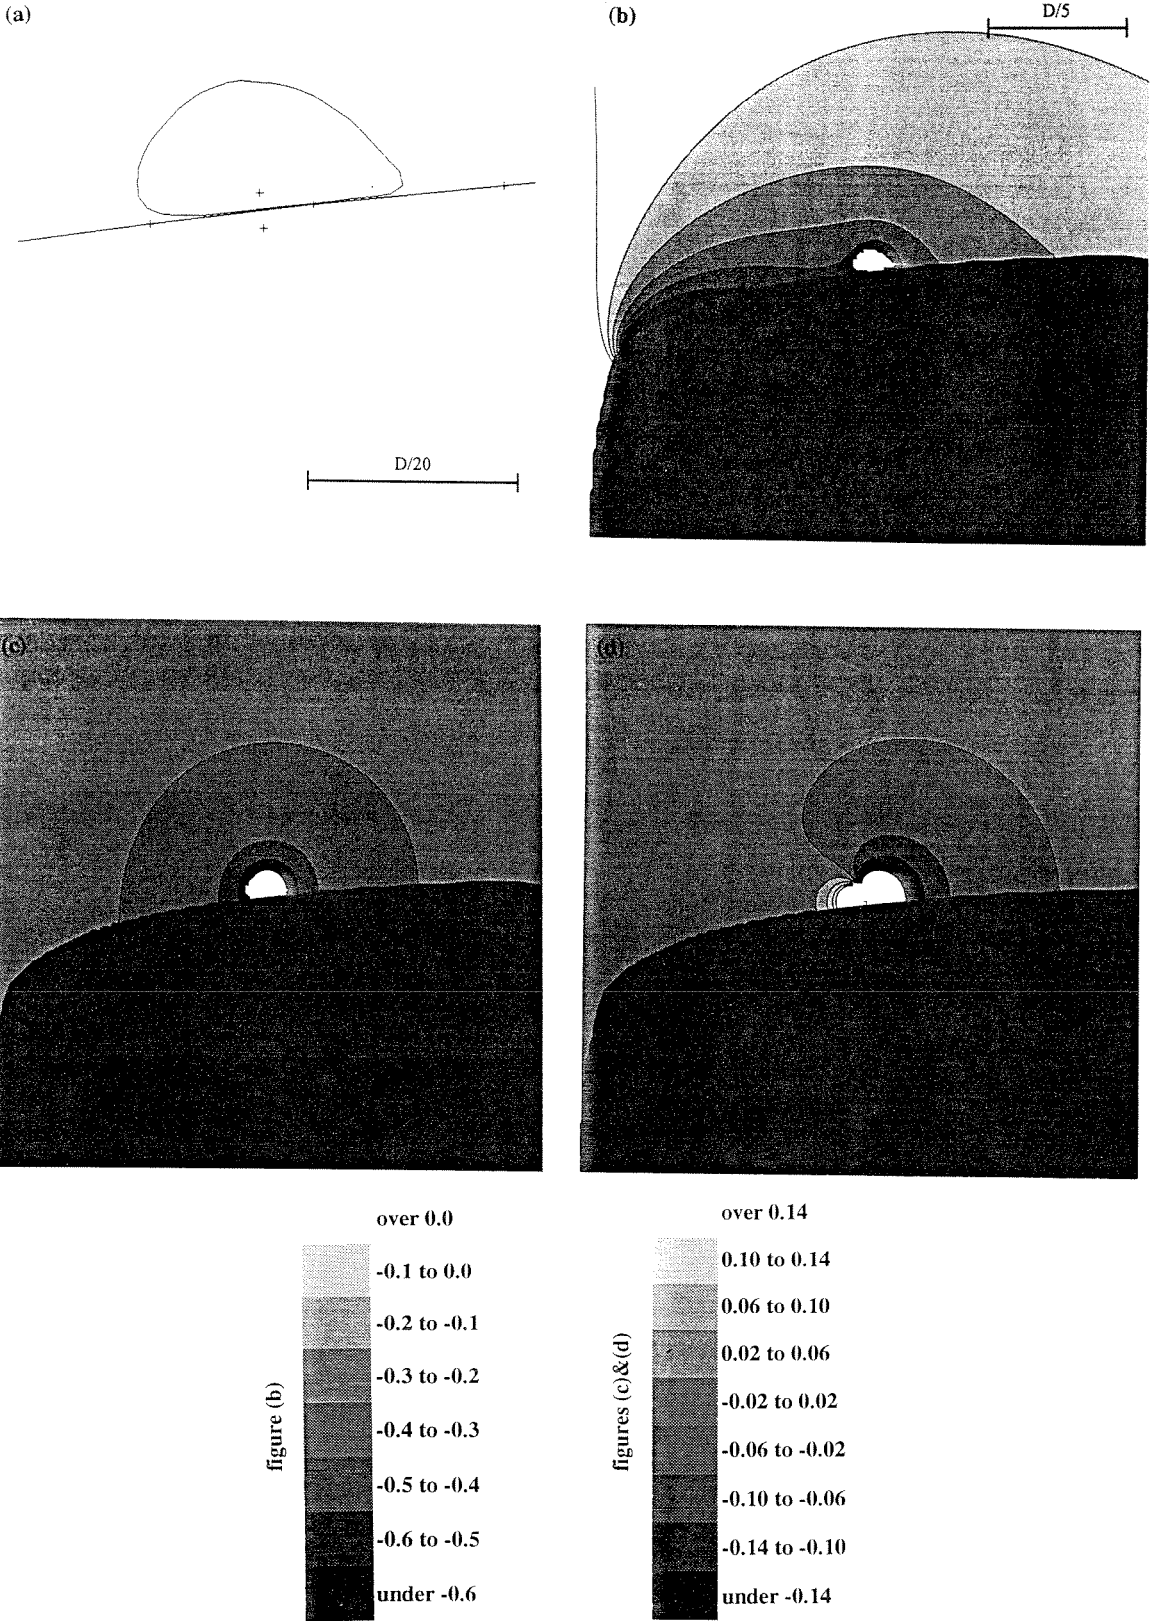 (a)
(b)
D/5
D/20
(c)
(d)
figure (b)
over 0.0
-0.1 to 0.0
-0.2 to -0.1
-0.3 to -0.2
-0.4 to -0.3
-0.5 to -0.4
-0.6 to -0.5
under -0.6
figures (c)&(d)
over 0.14
0.10 to 0.14
0.06 to 0.10
0.02 to 0.06
-0.02 to 0.02
-0.06 to -0.02
-0.10 to -0.06
-0.14 to -0.10
under -0.14